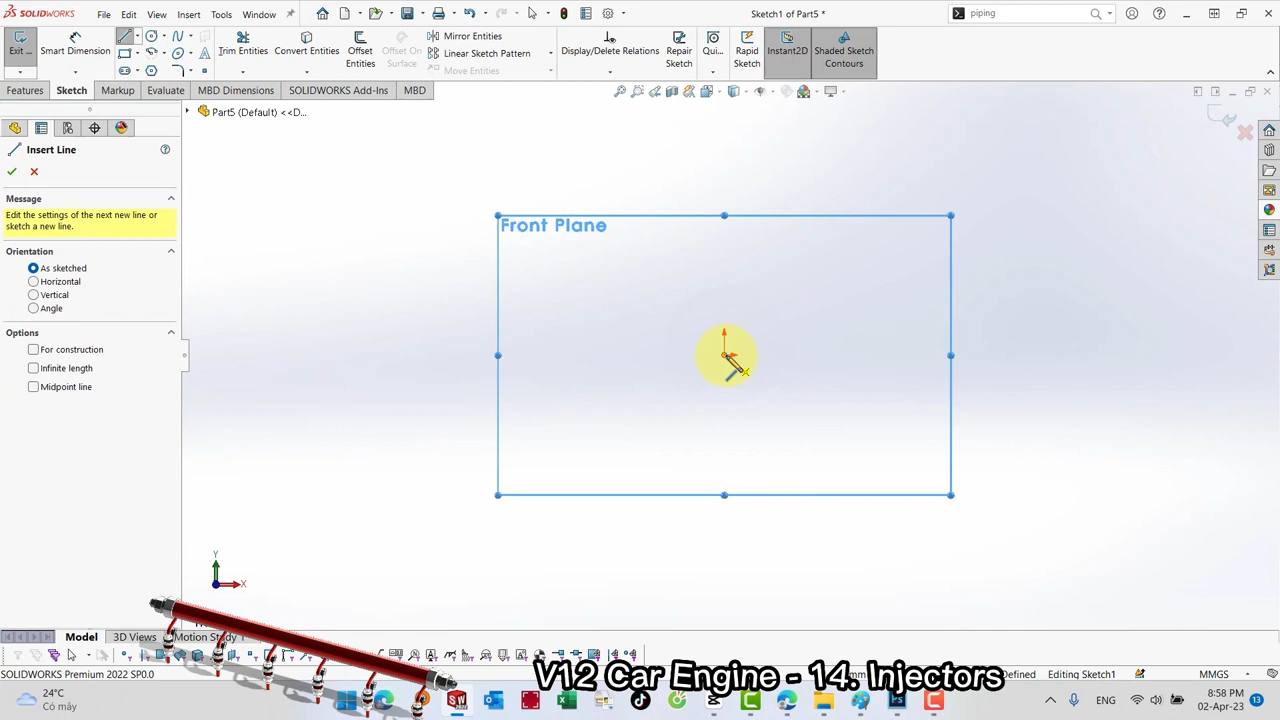 SOLIDWORKS File Edit View Insert Tools Window Sketch1 of Part5 * piping
Exit ... Smart Dimension Trim Entities Convert Entities Offset Entities Offset On Surface Mirror Entities Linear Sketch Pattern Move Entities Display/Delete Relations Repair Sketch Qui... Rapid Sketch Instant2D Shaded Sketch Contours
Features Sketch Markup Evaluate MBD Dimensions SOLIDWORKS Add-Ins MBD
Part5 (Default) <<D...
Insert Line
Message
Edit the settings of the next new line or
sketch a new line.
Orientation
As sketched
Horizontal
Vertical
Angle
Options
For construction
Infinite length
Midpoint line
Front Plane
Y
X
Model 3D Views Motion Study 1
SOLIDWORKS Premium 2022 SP0.0 Defined Editing Sketch1 MMGS
V12 Car Engine - 14. Injectors
24°C
Có mây
ENG
8:58 PM
02-Apr-23
13